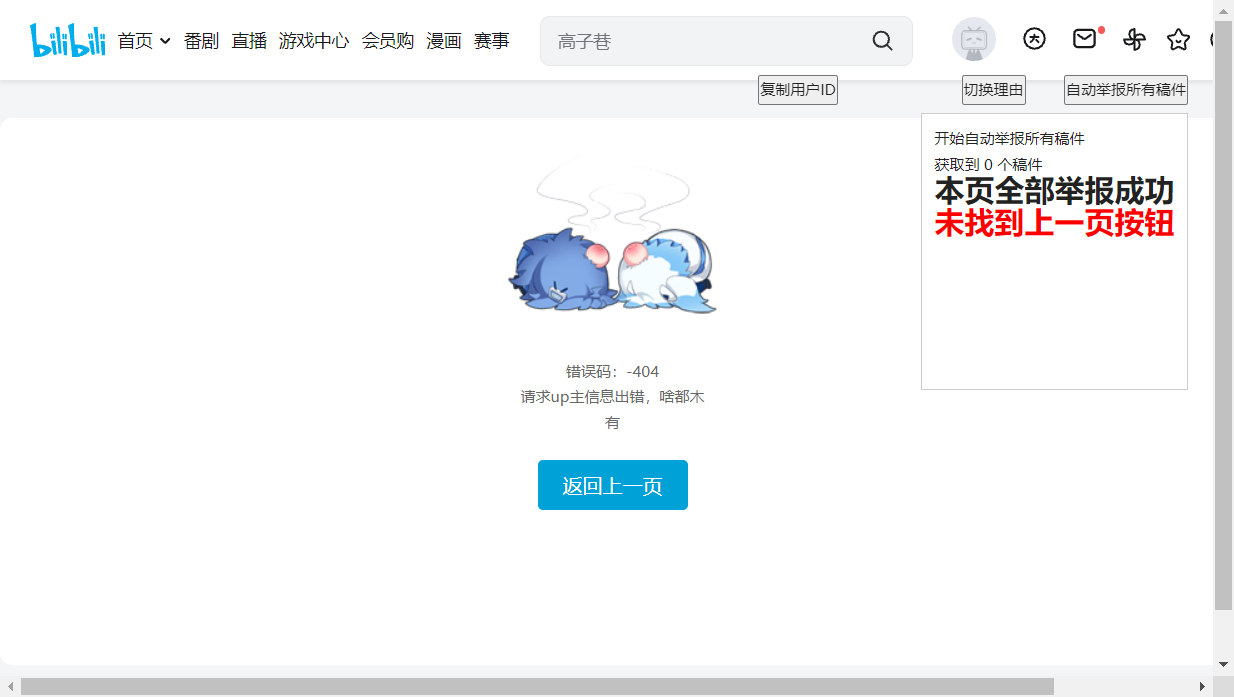 bilibili 首页 番剧 直播 游戏中心 会员购 漫画 赛事 高子巷
复制用户ID 切换理由 自动举报所有稿件
开始自动举报所有稿件
获取到 0 个稿件
本页全部举报成功
未找到上一页按钮
错误码：-404
请求up主信息出错，啥都木
有
返回上一页